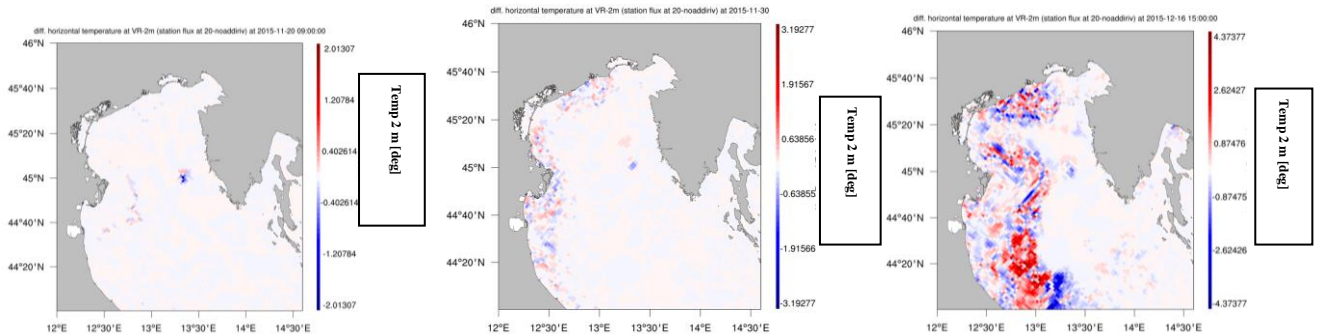 diff. horizontal temperature at VR-2m (station flux at 20-noaddiriv) at 2015-11-20 09:00:00
46°N
45°40'N
45°20'N
45°N
44°40'N
44°20'N
12°E
12°30'E
13°E
13°30'E
14°E
14°30'E
2.01307
1.20784
0.402614
-0.402614
-1.20784
-2.01307
Temp 2 m [deg]
diff. horizontal temperature at VR-2m (station flux at 20-noaddiriv) at 2015-11-30
46°N
45°40'N
45°20'N
45°N
44°40'N
44°20'N
12°E
12°30'E
13°E
13°30'E
14°E
14°30'E
3.19277
1.91567
0.63855
-0.63855
-1.91567
-3.19277
Temp 2 m [deg]
diff. horizontal temperature at VR-2m (station flux at 20-noaddiriv) at 2015-12-16 15:00:00
46°N
45°40'N
45°20'N
45°N
44°40'N
44°20'N
12°E
12°30'E
13°E
13°30'E
14°E
14°30'E
4.37377
2.62427
0.87476
-0.87475
-2.62426
-4.37377
Temp 2 m [deg]